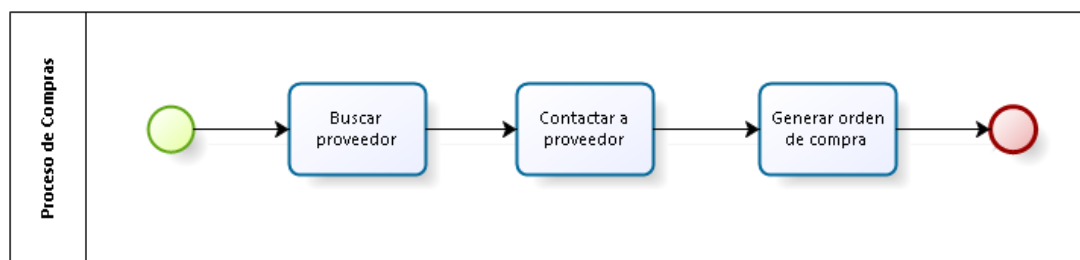 Proceso de Compras
Buscar
proveedor
Contactar a
proveedor
Generar orden
de compra